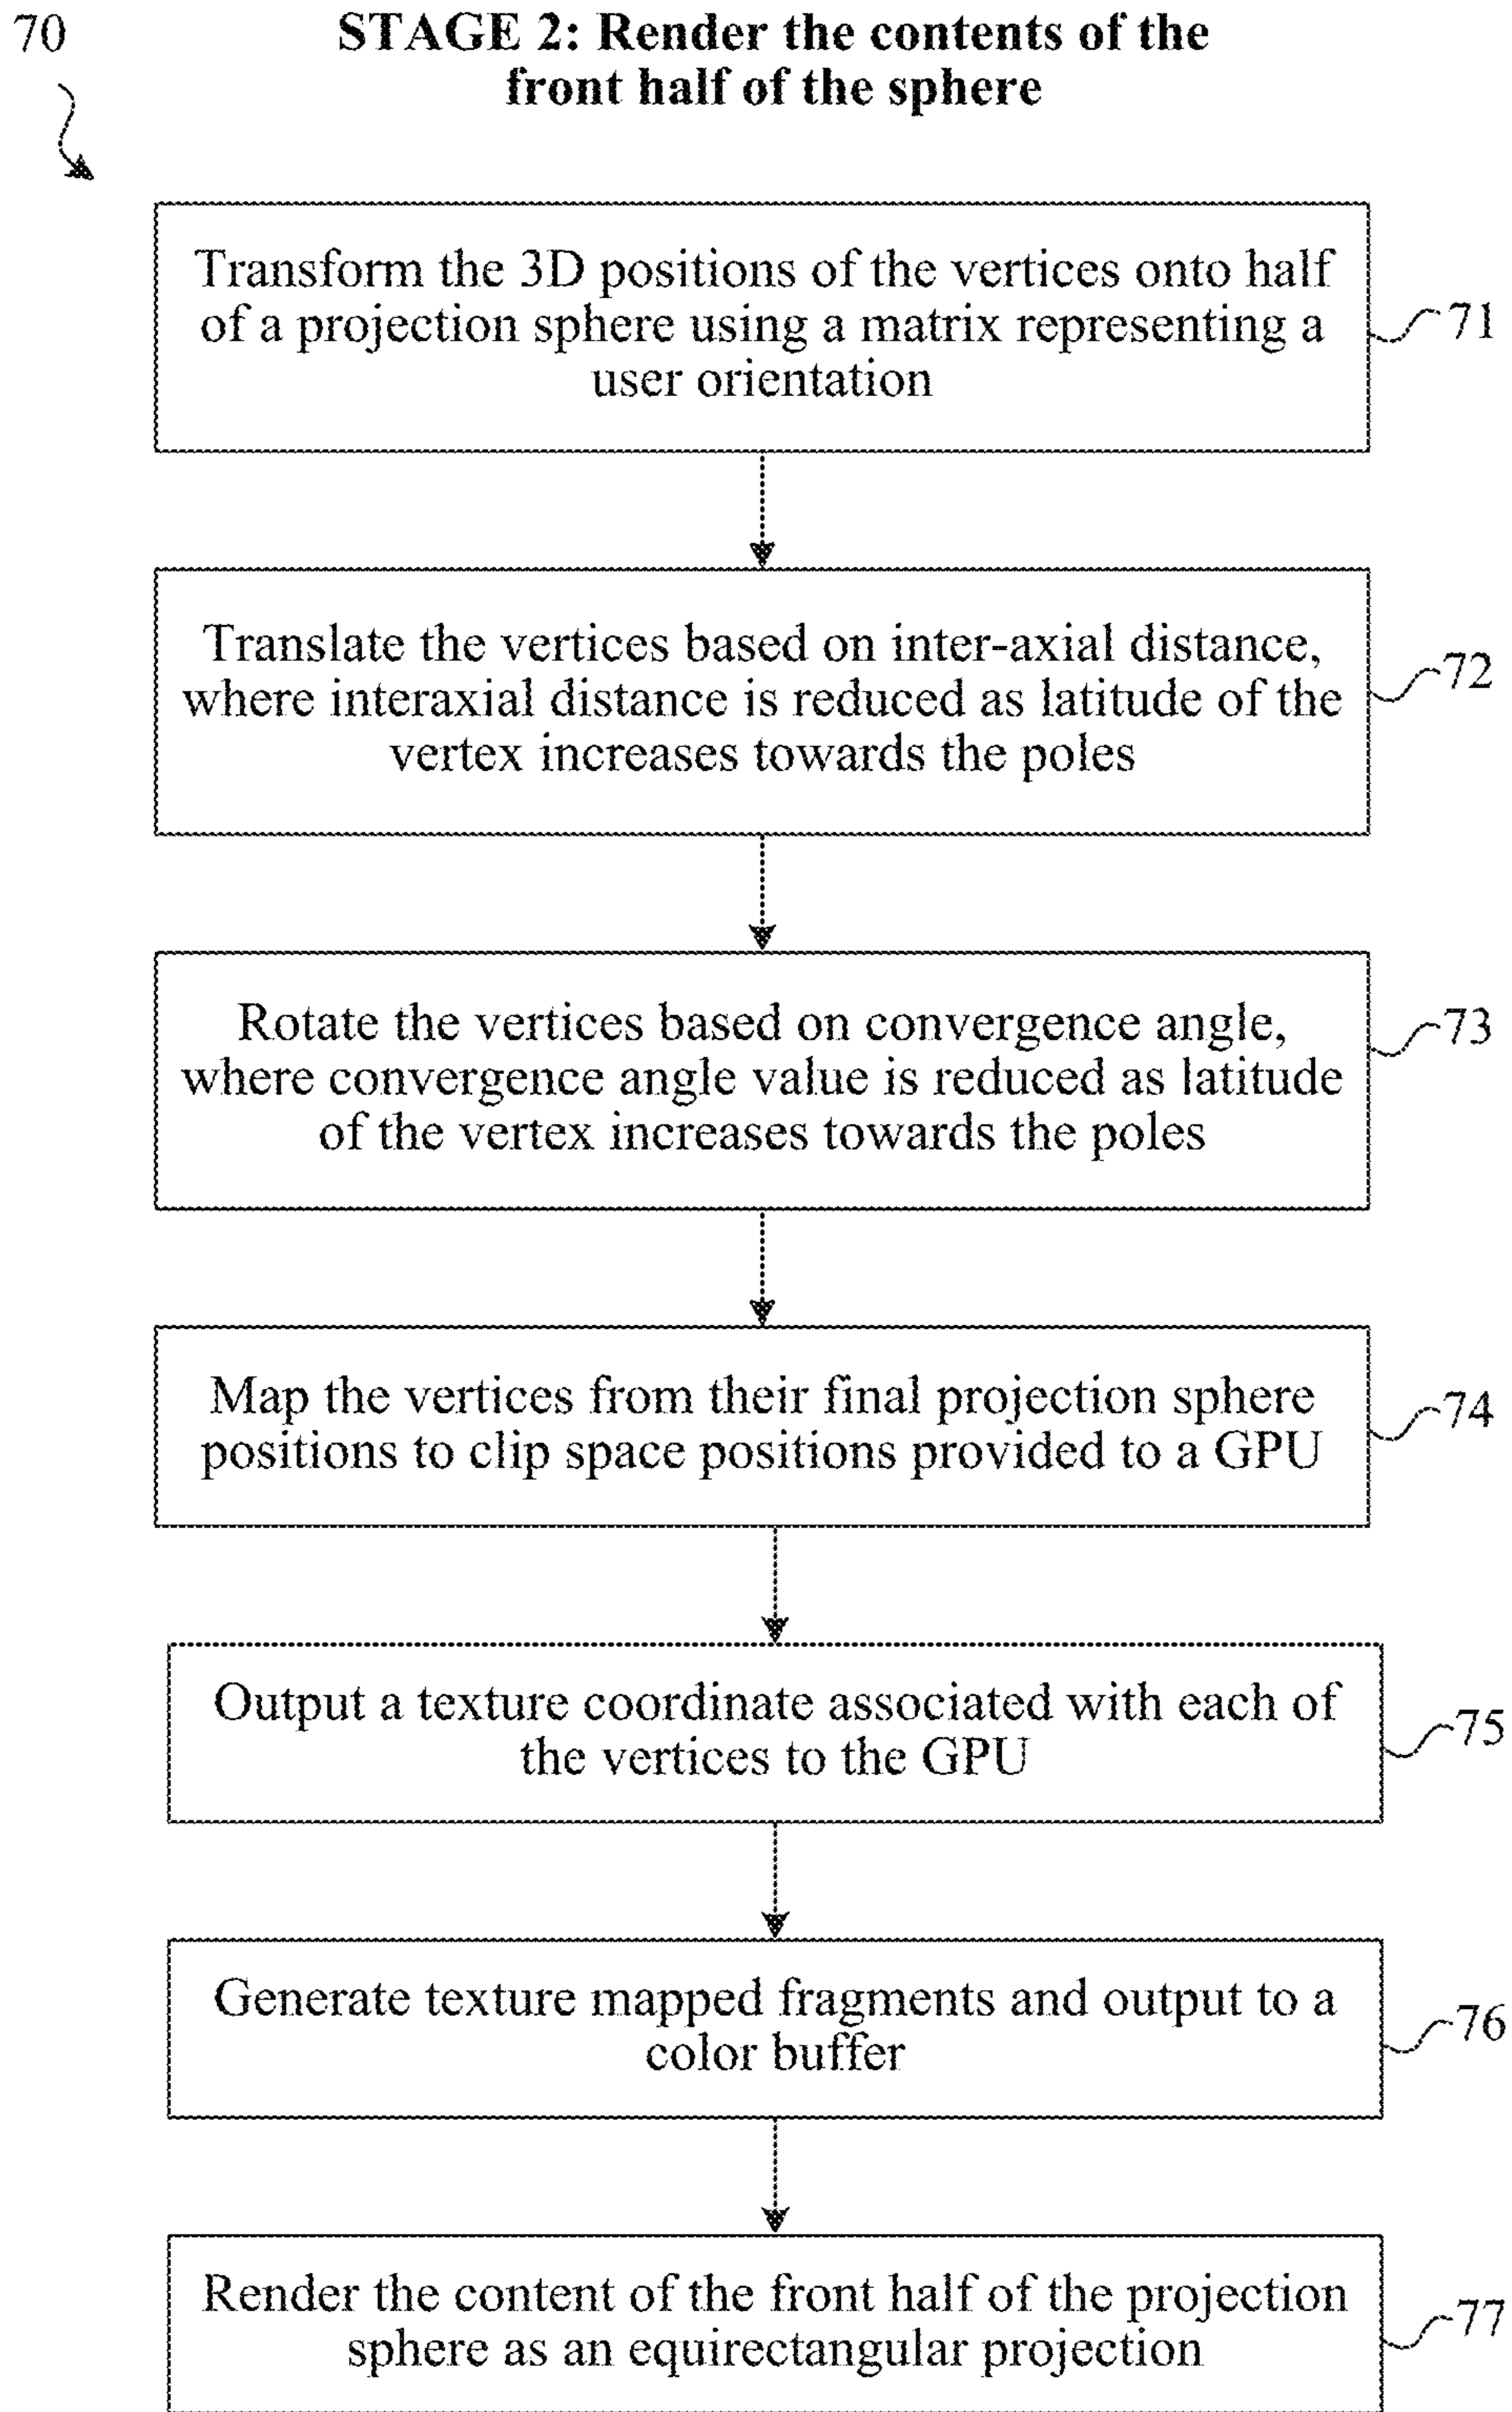 70
STAGE 2: Render the contents of the
front half of the sphere
Transform the 3D positions of the vertices onto half
of a projection sphere using a matrix representing a
user orientation
71
Translate the vertices based on inter-axial distance,
where interaxial distance is reduced as latitude of the
vertex increases towards the poles
72
Rotate the vertices based on convergence angle,
where convergence angle value is reduced as latitude
of the vertex increases towards the poles
73
Map the vertices from their final projection sphere
positions to clip space positions provided to a GPU
74
Output a texture coordinate associated with each of
the vertices to the GPU
75
Generate texture mapped fragments and output to a
color buffer
76
Render the content of the front half of the projection
sphere as an equirectangular projection
77